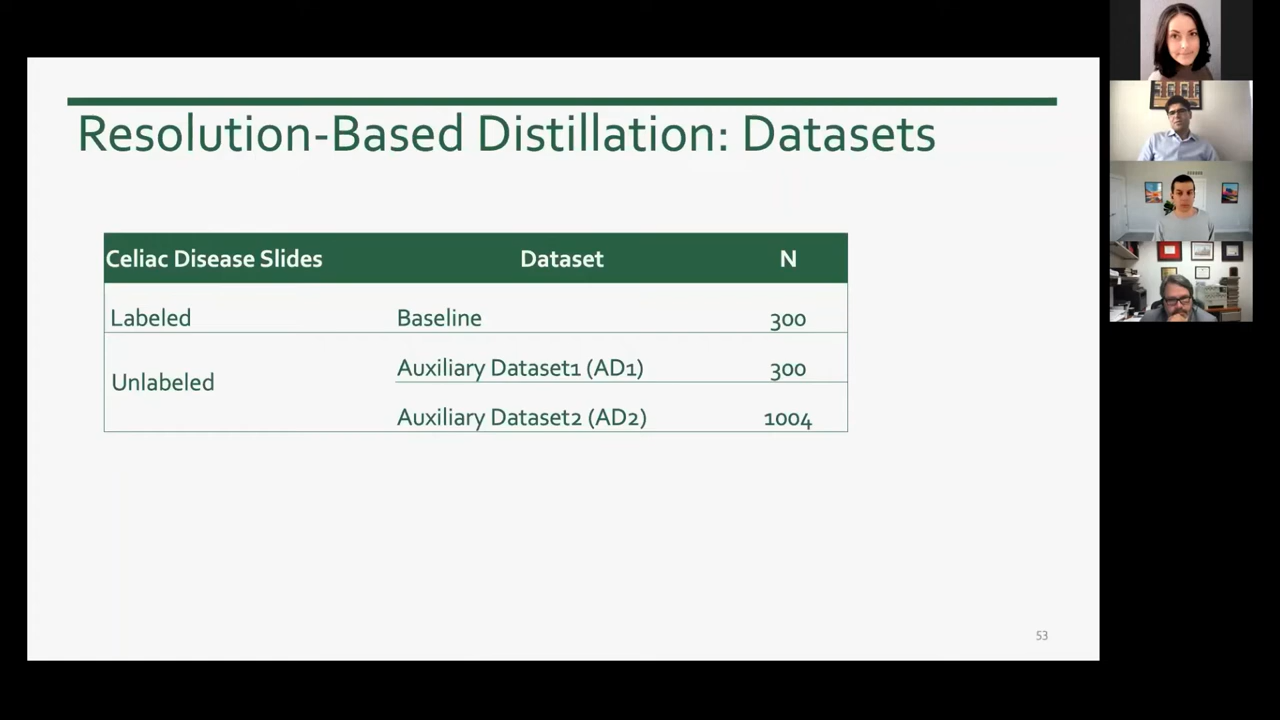 Resolution-Based Distillation: Datasets
Celiac Disease Slides Dataset N
Labeled Baseline 300
Unlabeled
Auxiliary Dataset1 (AD1) 300
Auxiliary Dataset2 (AD2) 1004
53